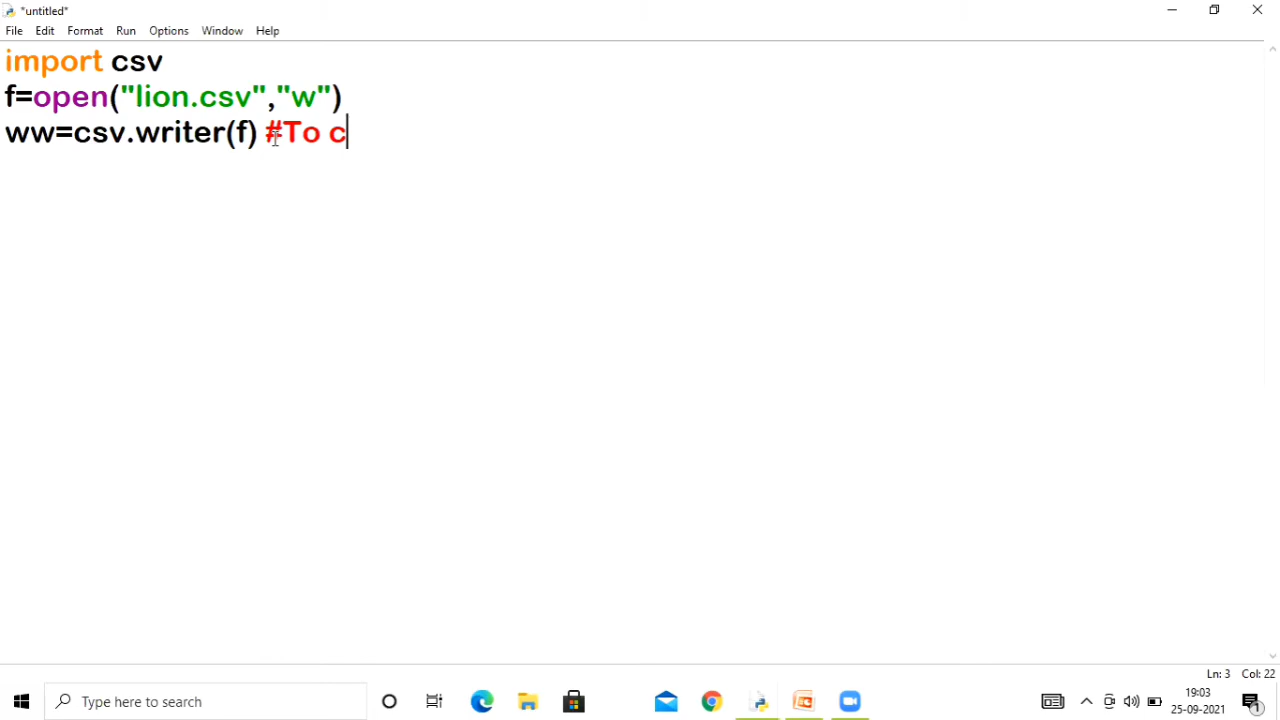 *untitled*
File Edit Format Run Options Window Help
import csv
f=open("lion.csv","w")
ww=csv.writer(f) #To c
Ln: 3 Col: 22
Type here to search
19:03
25-09-2021
1